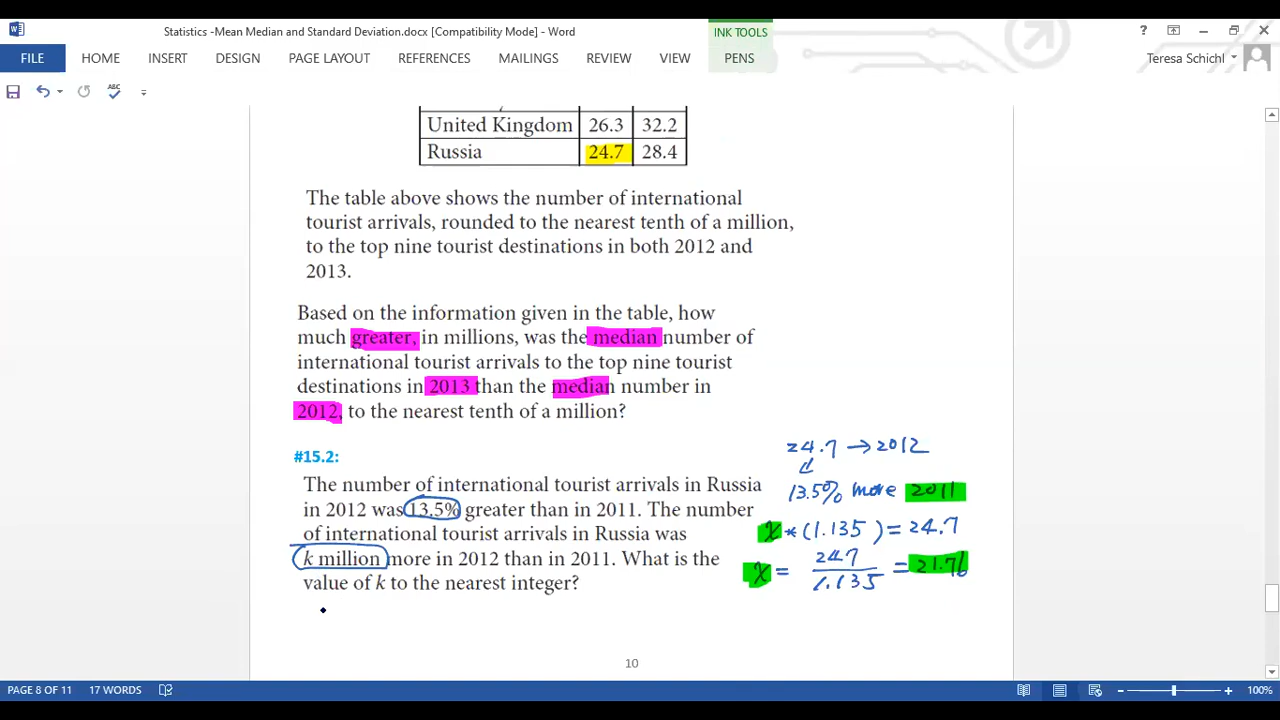 Statistics -Mean Median and Standard Deviation.docx [Compatibility Mode] - Word
INK TOOLS
?
FILE
HOME
INSERT
DESIGN
PAGE LAYOUT
REFERENCES
MAILINGS
REVIEW
VIEW
PENS
Teresa Schichl
ABC
United Kingdom 26.3 32.2
Russia 24.7 28.4
The table above shows the number of international
tourist arrivals, rounded to the nearest tenth of a million,
to the top nine tourist destinations in both 2012 and
2013.
Based on the information given in the table, how
much greater, in millions, was the median number of
international tourist arrivals to the top nine tourist
destinations in 2013 than the median number in
2012, to the nearest tenth of a million?
#15.2:
The number of international tourist arrivals in Russia
in 2012 was 13.5% greater than in 2011. The number
of international tourist arrivals in Russia was
k million more in 2012 than in 2011. What is the
value of k to the nearest integer?
24.7 → 2012
13.5% more 2011
x * (1.135) = 24.7
x = 24.7 / 1.135 = 21.76
10
PAGE 8 OF 11
17 WORDS
100%